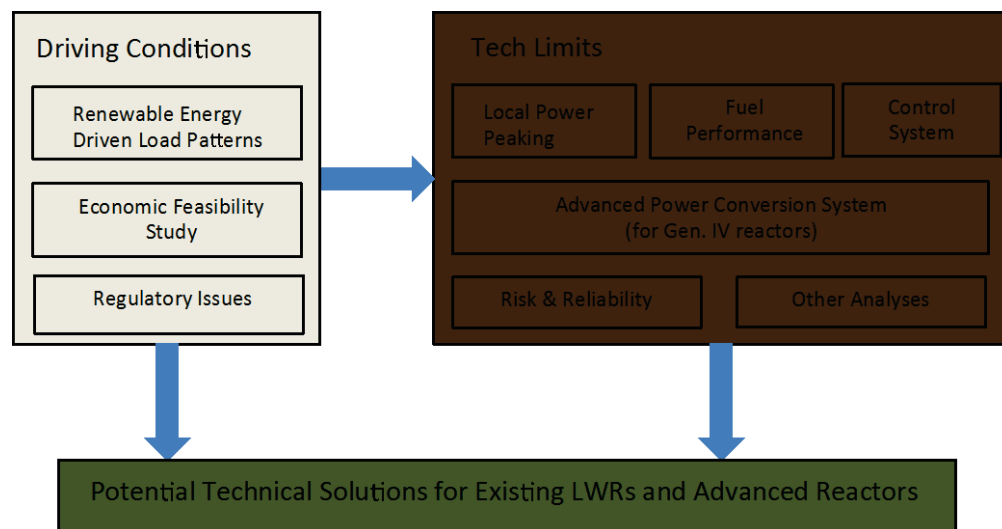 Driving Conditions
Renewable Energy
Driven Load Patterns
Economic Feasibility
Study
Regulatory Issues
Tech Limits
Local Power
Peaking
Fuel
Performance
Control
System
Advanced Power Conversion System
(for Gen. IV reactors)
Risk & Reliability
Other Analyses
Potential Technical Solutions for Existing LWRs and Advanced Reactors